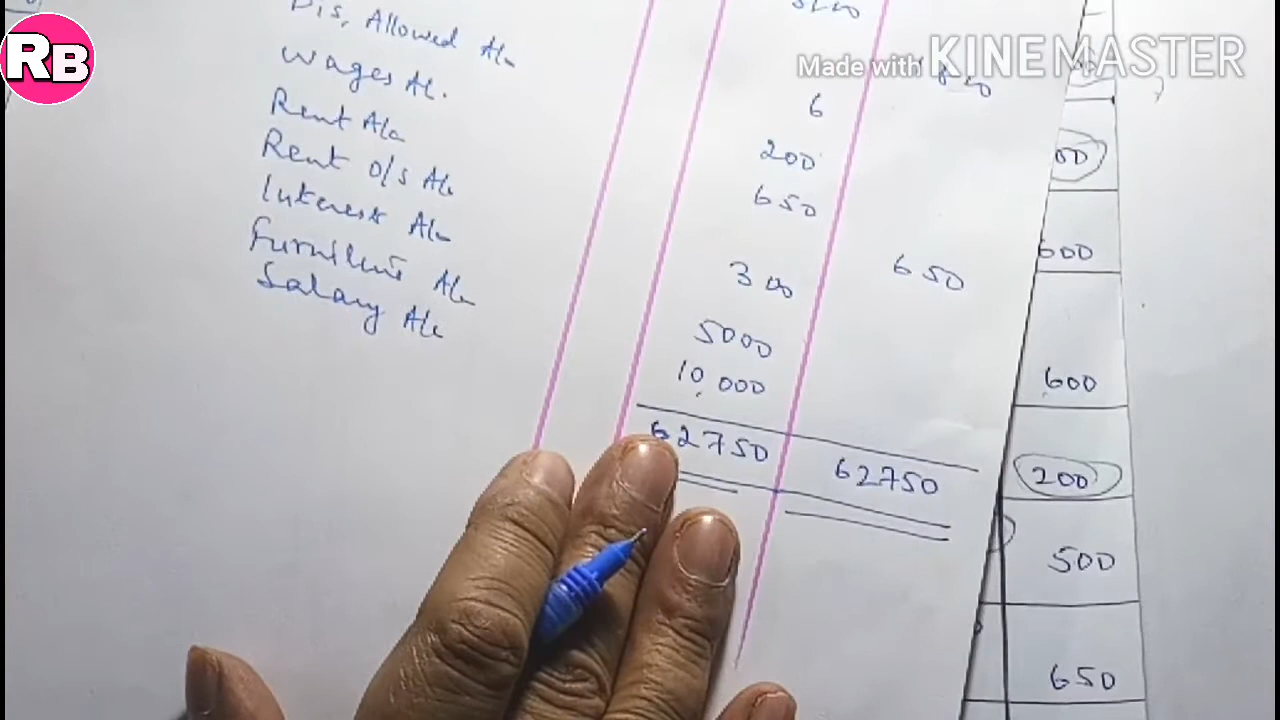 RB
Made with KINEMASTER
Dis, Allowed A/c
Wages A/c.
6
Rent A/c
200
Rent O/s A/c
650
Interest A/c
650
Furniture A/c
300
Salary A/c
5000
10,000
62750 62750
600
600
200
500
650